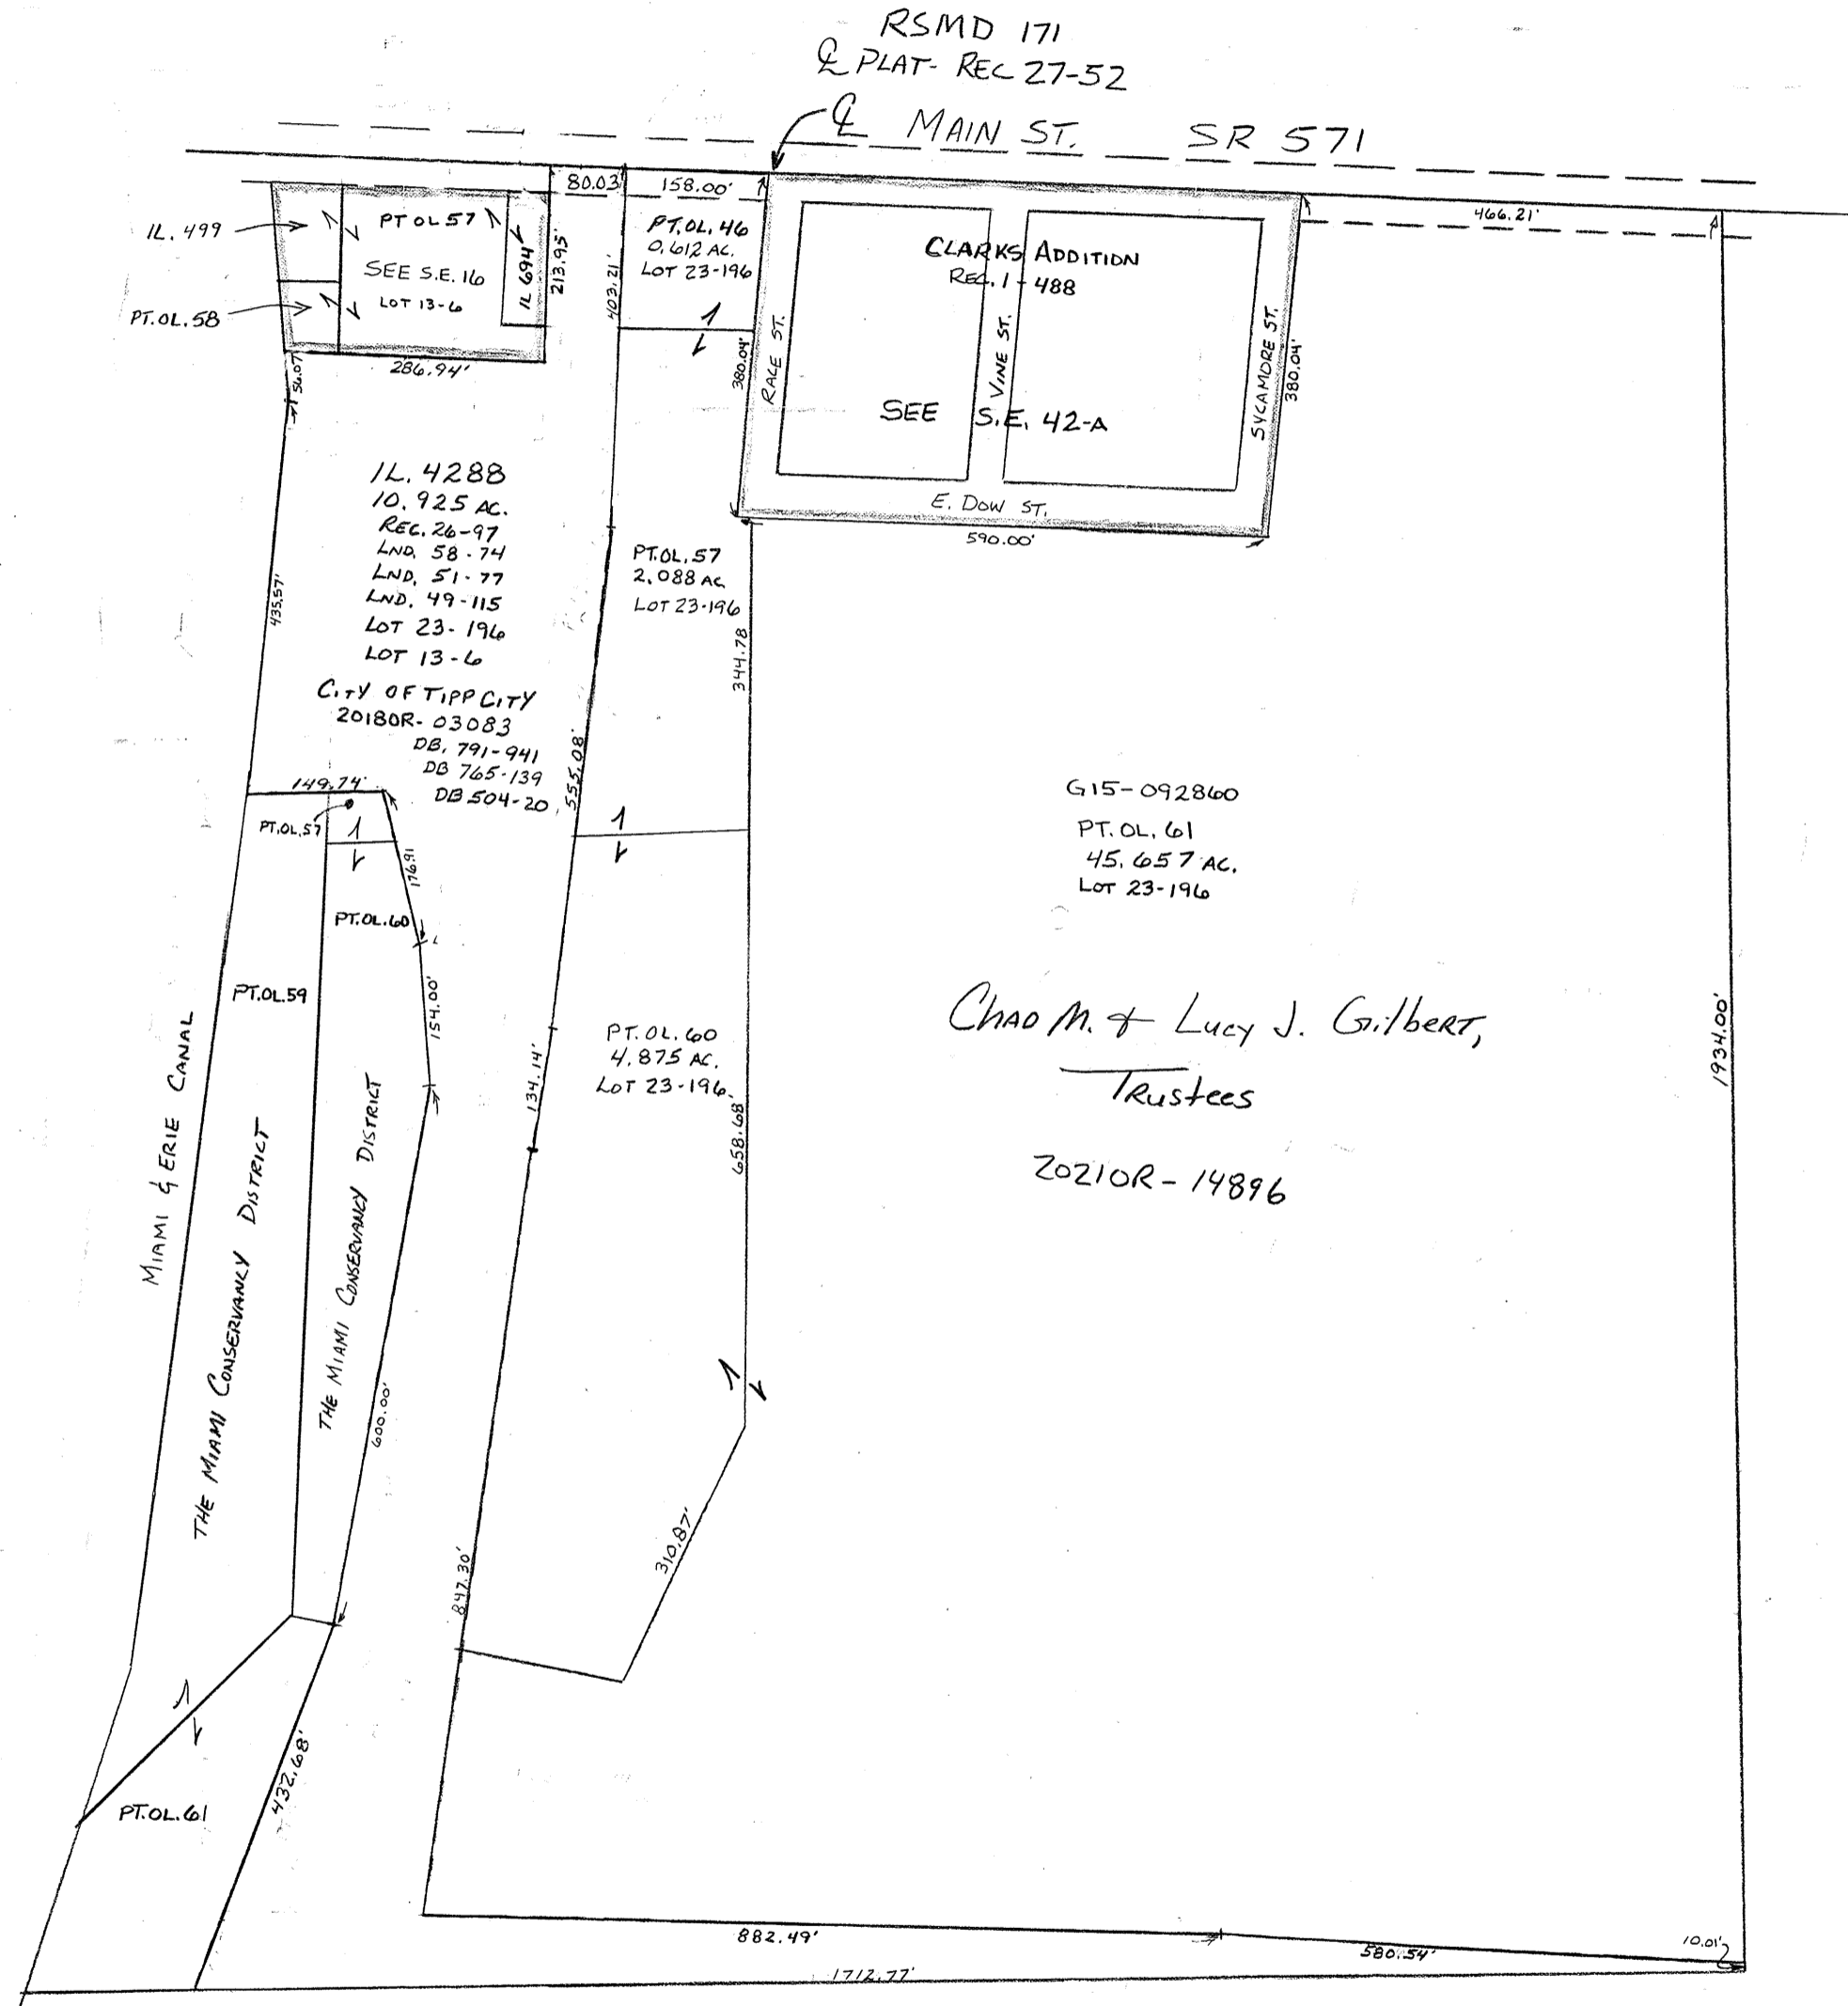 RSMD 171
℄ PLAT- REC 27-52
℄ MAIN ST. SR 571
80.03'
158.00'
466.21'
IL. 499
PT OL 57
SEE S.E. 16
LOT 13-6
IL 694
213.95'
403.21'
PT.OL. 46
0.612 AC.
LOT 23-196
CLARKS ADDITION
REC. 1-488
RACE ST.
VINE ST.
SYCAMORE ST.
380.04'
380.04'
SEE S.E. 42-A
E. DOW ST.
590.00'
PT.OL. 58
56.07
286.94'
IL. 4288
10.925 AC.
REC. 26-97
LND. 58-74
LND. 51-77
LND. 49-115
LOT 23-196
LOT 13-6
CITY OF TIPP CITY
2018OR-03083
DB. 791-941
DB 765-139
DB 504-20
435.57'
PT.OL. 57
2.088 AC.
LOT 23-196
344.78
555.08'
149.74'
PT.OL.57
176.91
PT.OL.60
PT.OL.59
154.00'
G15-092860
PT. OL. 61
45.657 AC.
LOT 23-196
CHAD M. & LUCY J. GilbERT,
TRustees
2021OR-14896
1934.00'
PT. OL. 60
4.875 AC.
LOT 23-196
134.14'
658.68'
MIAMI & ERIE CANAL
THE MIAMI CONSERVANCY DISTRICT
THE MIAMI CONSERVANCY DISTRICT
600.00'
310.87'
847.30'
432.68'
PT.OL.61
882.49'
580.54'
10.01'
1712.77'